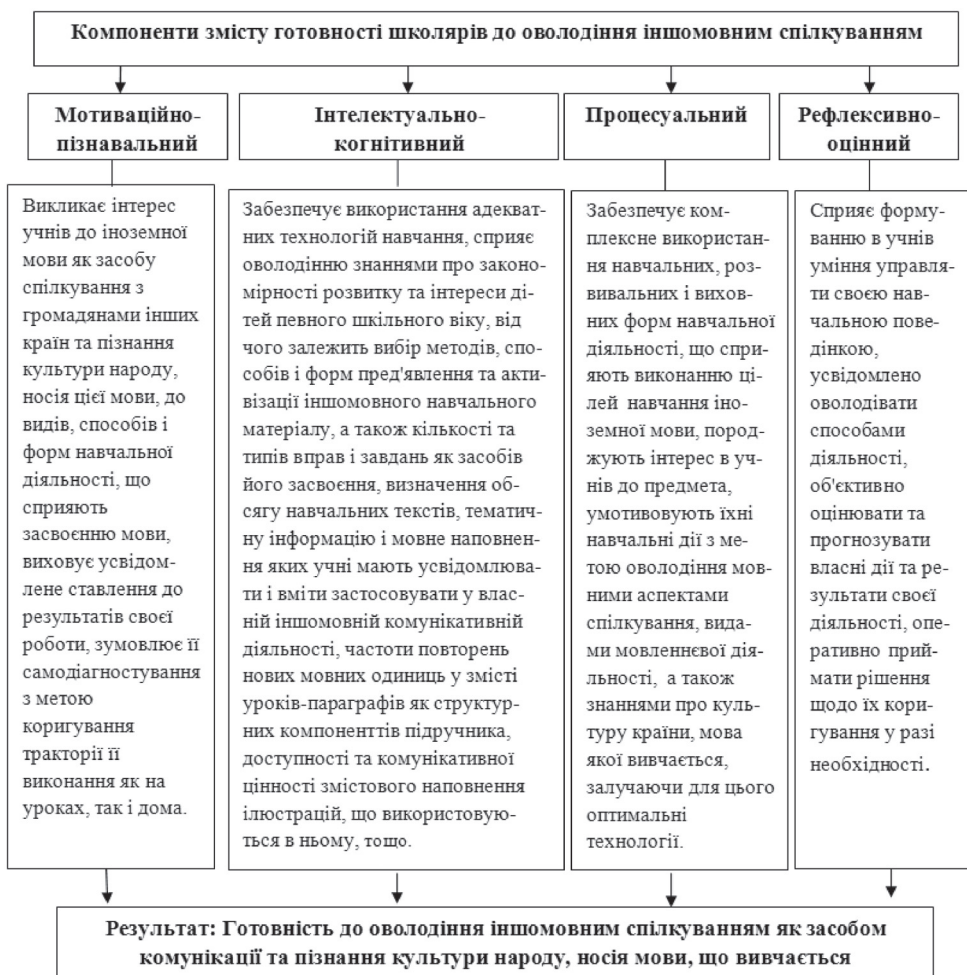 Компоненти змісту готовності школярів до оволодіння іншомовним спілкуванням
Мотиваційно-
пізнавальний
Інтелектуально-
когнітивний
Процесуальний
Рефлексивно-
оцінний
Викликає інтерес
учнів до іноземної
мови як засобу
спілкування з
громадянами інших
країн та пізнання
культури народу,
носія цієї мови, до
видів, способів і
форм навчальної
діяльності, що
сприяють
засвоєнню мови,
виховує усвідом-
лене ставлення до
результатів своєї
роботи, зумовлює її
самодіагностування
з метою
коригування
тракторії її
виконання як на
уроках, так і дома.
Забезпечує використання адекват-
них технологій навчання, сприяє
оволодінню знаннями про законо-
мірності розвитку та інтереси ді-
тей певного шкільного віку, від
чого залежить вибір методів, спо-
собів і форм пред'явлення та акти-
візації іншомовного навчального
матеріалу, а також кількості та
типів вправ і завдань як засобів
його засвоєння, визначення об-
сягу навчальних текстів, тематич-
ну інформацію і мовне наповнен-
ня яких учні мають усвідомлюва-
ти і вміти застосовувати у влас-
ній іншомовній комунікативній
діяльності, частоти повторень
нових мовних одиниць у змісті
уроків-параграфів як структур-
них компоненттів підручника,
доступності та комунікативної
цінності змістового наповнення
ілюстрацій, що використовую-
ться в ньому, тощо.
Забезпечує ком-
плексне використан-
ня навчальних, роз-
вивальних і вихов-
них форм навчальної
діяльності, що спри-
яють виконанню ці-
лей навчання іно-
земної мови, пород-
жують інтерес в уч-
нів до предмета,
умотивовують їхні
навчальні дії з ме-
тою оволодіння мов-
ними аспектами
спілкування, вида-
ми мовленнєвої дія-
льності, а також
знаннями про куль-
туру країни, мова
якої вивчається,
залучаючи для цього
оптимальні
технології.
Сприяє форму-
ванню в учнів
уміння управля-
ти своєю нав-
чальною пове-
дінкою,
усвідомлено
оволодівати
способами
діяльності,
об'єктивно
оцінювати та
прогнозувати
власні дії та ре-
зультати своєї
діяльності, опе-
ративно прий-
мати рішення
щодо їх кори-
гування у разі
необхідності.
Результат: Готовність до оволодіння іншомовним спілкуванням як засобом
комунікації та пізнання культури народу, носія мови, що вивчається